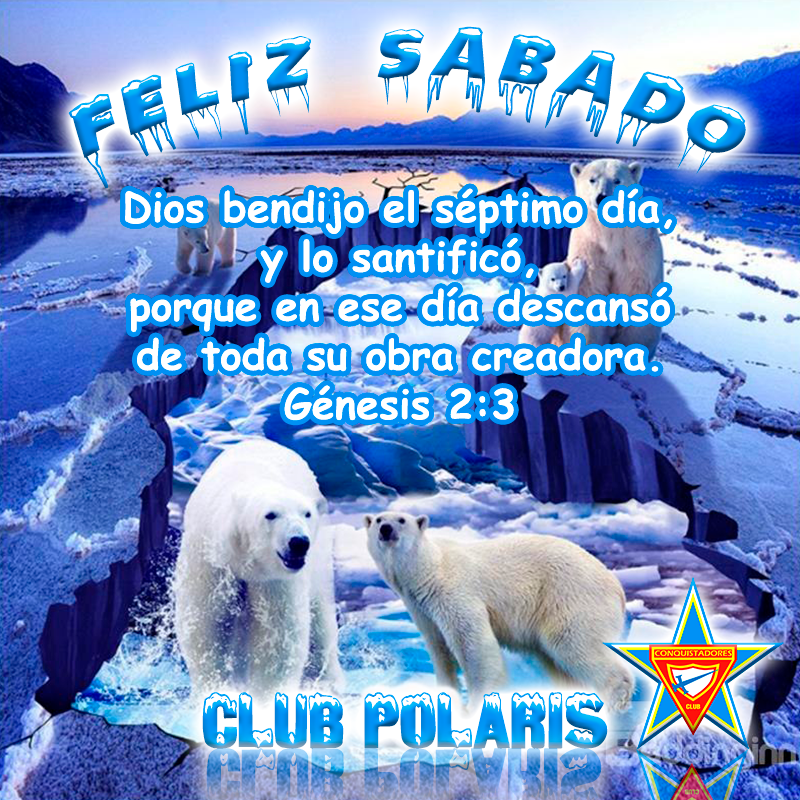 FELIZ SABADO
Dios bendijo el séptimo día,
y lo santificó,
porque en ese día descansó
de toda su obra creadora.
Génesis 2:3
CONQUISTADORES
CLUB
CLUB POLARIS